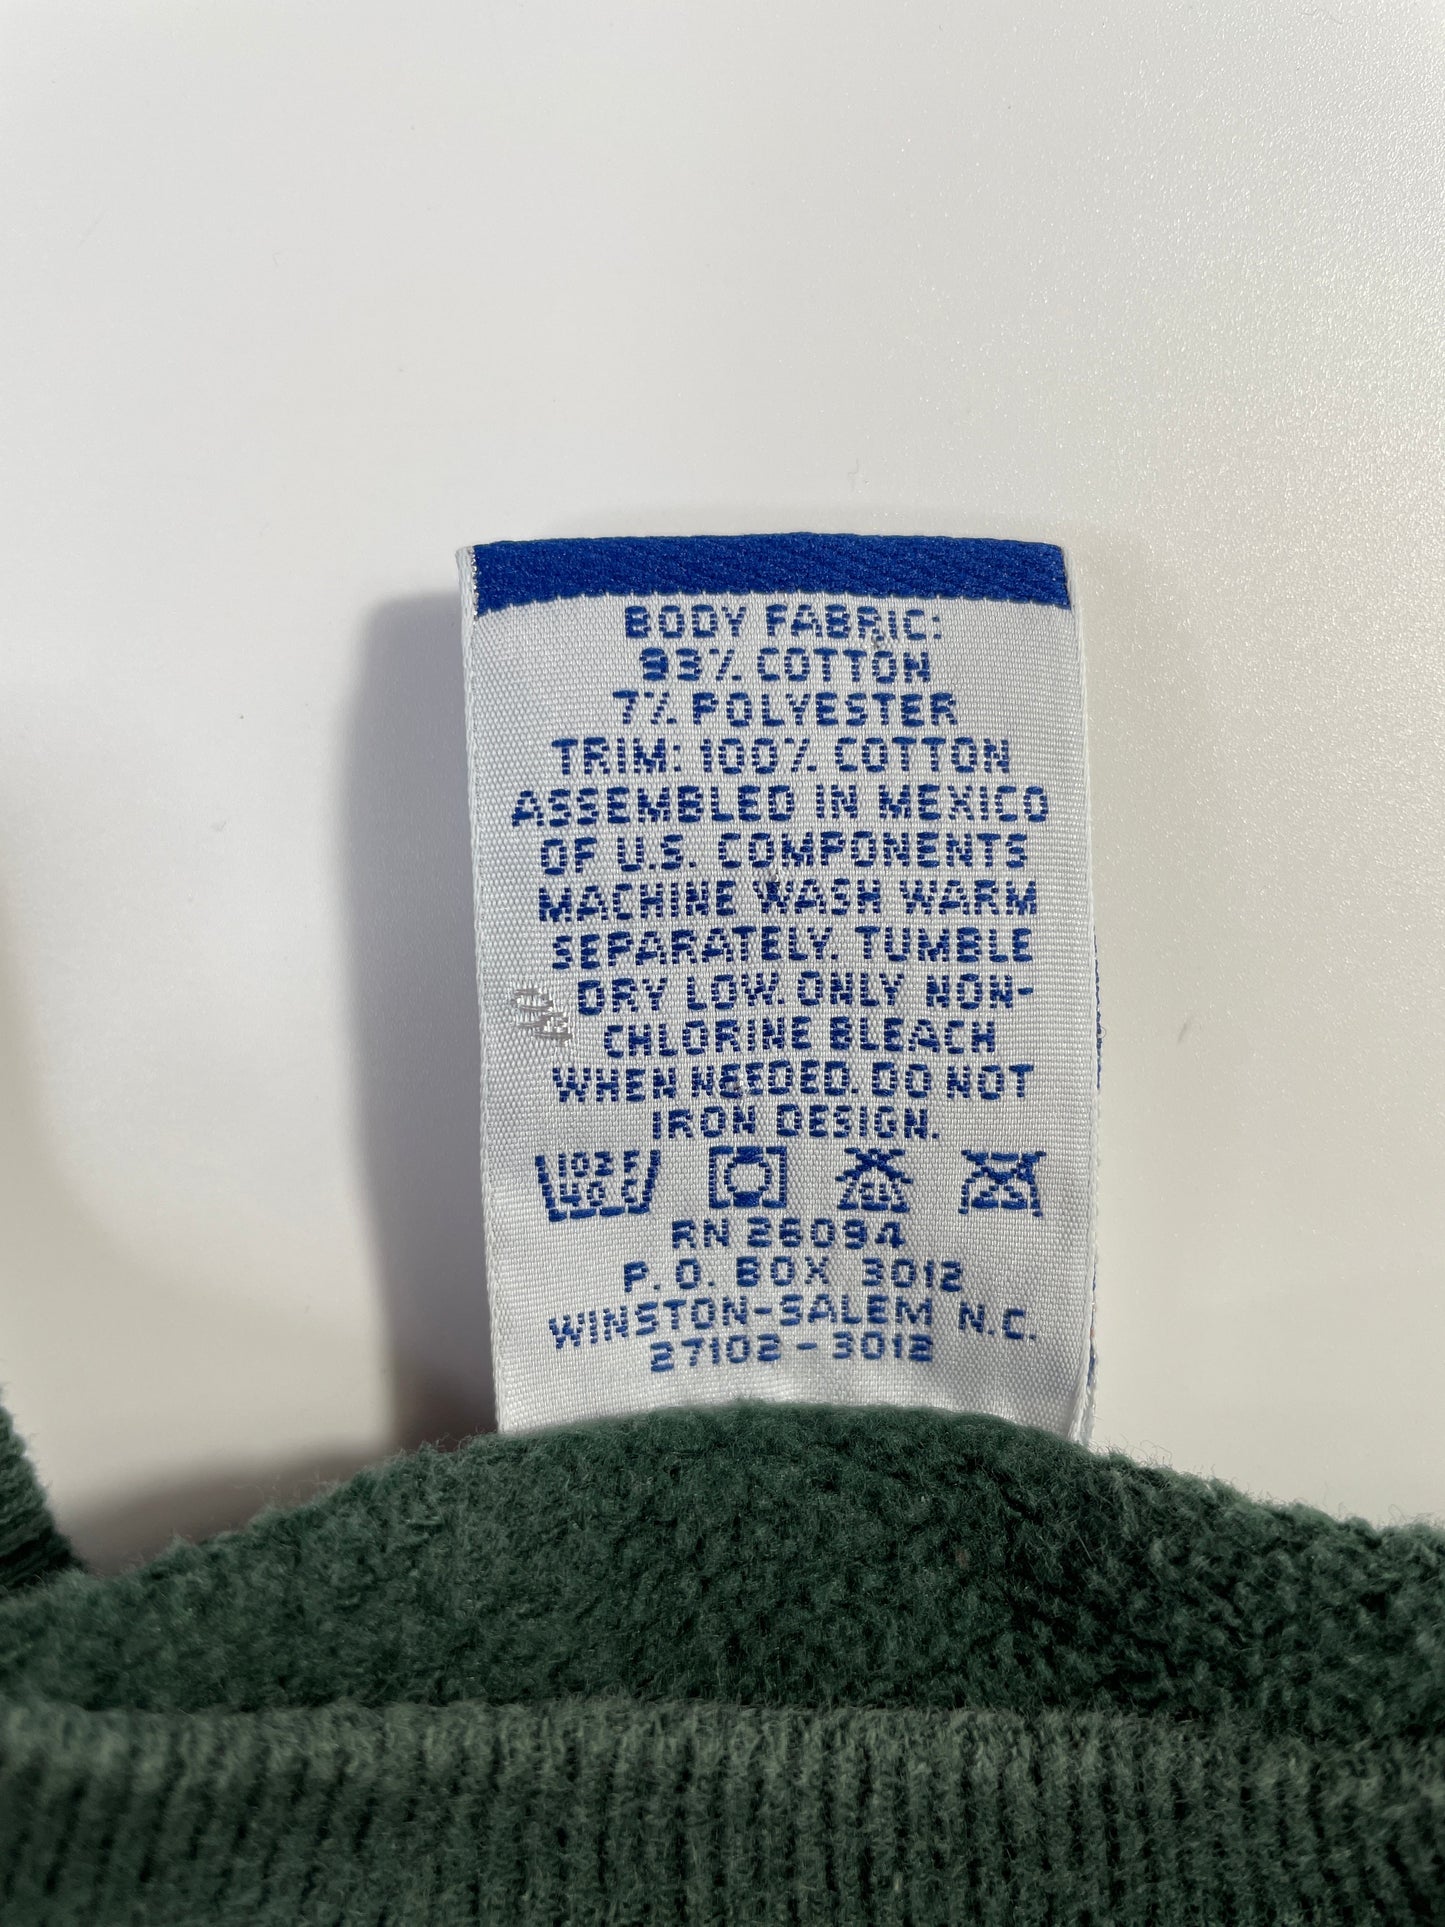 BODY FABRIC:
93% COTTON
7% POLYESTER
TRIM: 100% COTTON
ASSEMBLED IN MEXICO
OF U.S. COMPONENTS
MACHINE WASH WARM
SEPARATELY. TUMBLE
DRY LOW. ONLY NON-
CHLORINE BLEACH
WHEN NEEDED. DO NOT
IRON DESIGN.
102 F
40 C
RN 26094
P.O. BOX 3012
WINSTON-SALEM N.C.
27102-3012